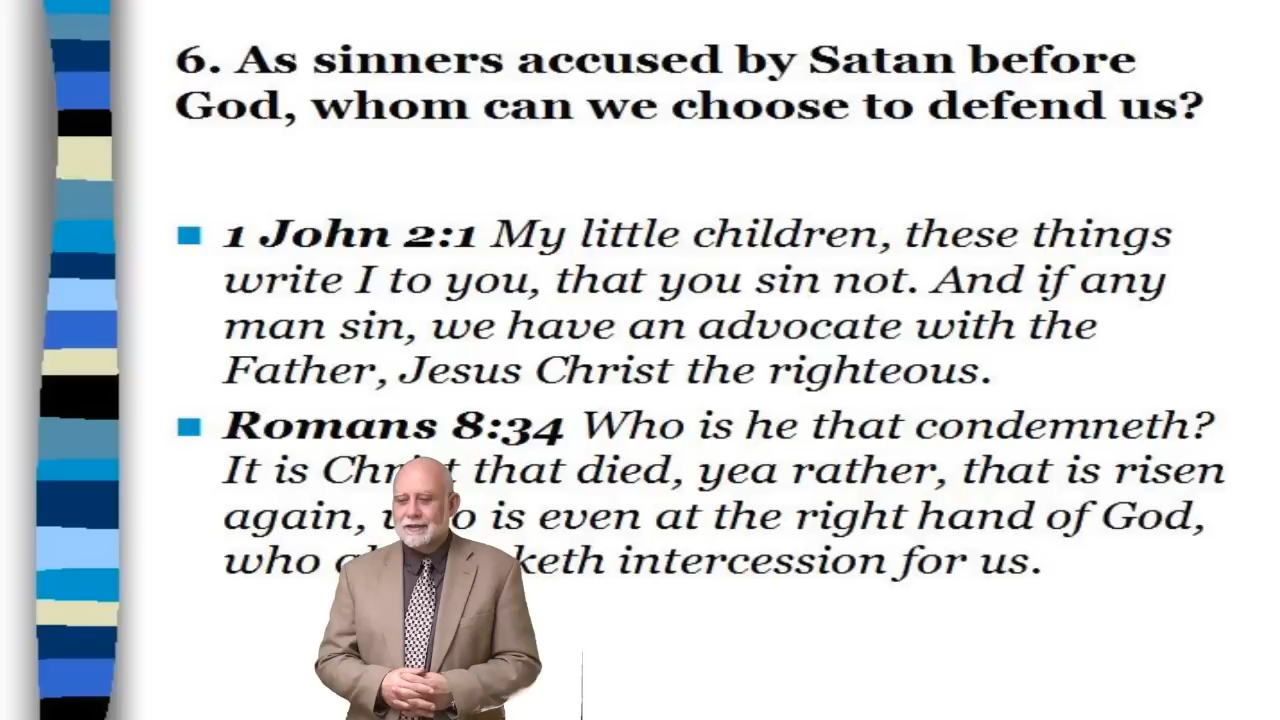 6. As sinners accused by Satan before
God, whom can we choose to defend us?
1 John 2:1 My little children, these things
write I to you, that you sin not. And if any
man sin, we have an advocate with the
Father, Jesus Christ the righteous.
Romans 8:34 Who is he that condemneth?
It is Christ that died, yea rather, that is risen
again, is even at the right hand of God,
who intercession for us.